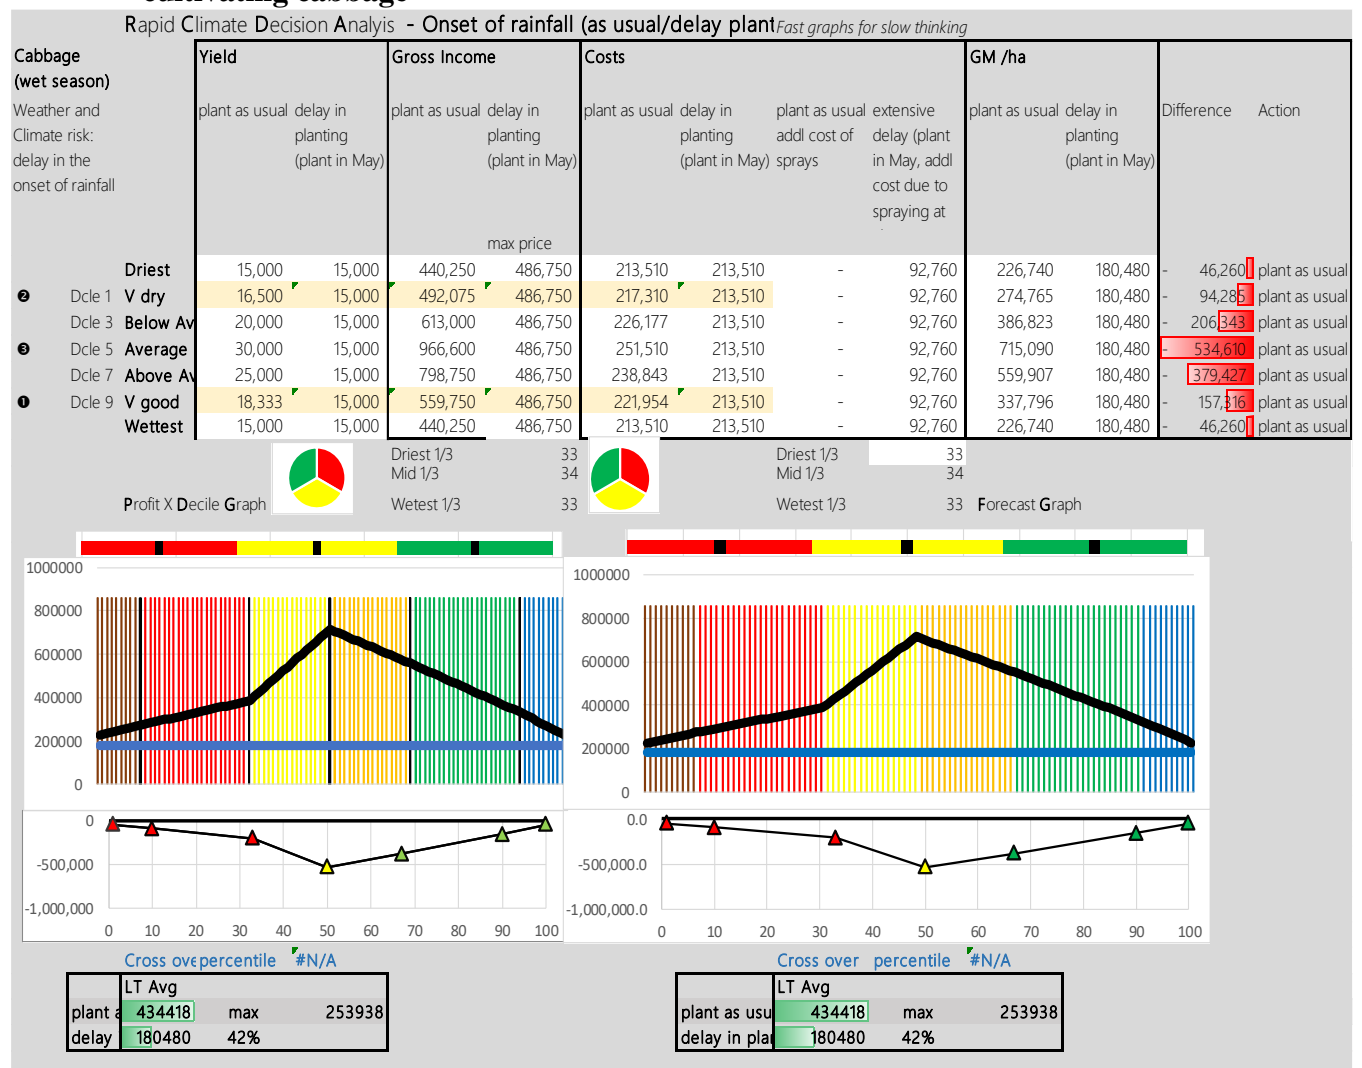 cultivating cabbage
Rapid Climate Decision Analyis - Onset of rainfall (as usual/delay plant Fast graphs for slow thinking
Cabbage (wet season) Yield Gross Income Costs GM /ha
Weather and Climate risk: delay in the onset of rainfall
plant as usual
delay in planting (plant in May)
plant as usual
delay in planting (plant in May)
max price
plant as usual
delay in planting (plant in May)
plant as usual addl cost of sprays
extensive delay (plant in May, addl cost due to spraying at
plant as usual
delay in planting (plant in May)
Difference
Action
Driest 15,000 15,000 440,250 486,750 213,510 213,510 - 92,760 226,740 180,480 - 46,260 plant as usual
❷ Dcle 1 V dry 16,500 15,000 492,075 486,750 217,310 213,510 - 92,760 274,765 180,480 - 94,285 plant as usual
Dcle 3 Below Av 20,000 15,000 613,000 486,750 226,177 213,510 - 92,760 386,823 180,480 - 206,343 plant as usual
❸ Dcle 5 Average 30,000 15,000 966,600 486,750 251,510 213,510 - 92,760 715,090 180,480 - 534,610 plant as usual
Dcle 7 Above Av 25,000 15,000 798,750 486,750 238,843 213,510 - 92,760 559,907 180,480 - 379,427 plant as usual
❶ Dcle 9 V good 18,333 15,000 559,750 486,750 221,954 213,510 - 92,760 337,796 180,480 - 157,316 plant as usual
Wettest 15,000 15,000 440,250 486,750 213,510 213,510 - 92,760 226,740 180,480 - 46,260 plant as usual
Driest 1/3 33 Driest 1/3 33
Mid 1/3 34 Mid 1/3 34
Profit X Decile Graph Wetest 1/3 33 Wetest 1/3 33 Forecast Graph
1000000
800000
600000
400000
200000
0
1000000
800000
600000
400000
200000
0
0
-500,000
-1,000,000
0 10 20 30 40 50 60 70 80 90 100
0.0
-500,000.0
-1,000,000.0
0 10 20 30 40 50 60 70 80 90 100
Cross ove percentile #N/A
LT Avg
plant a 434418 max 253938
delay 180480 42%
Cross over percentile #N/A
LT Avg
plant as usu 434418 max 253938
delay in plan 180480 42%